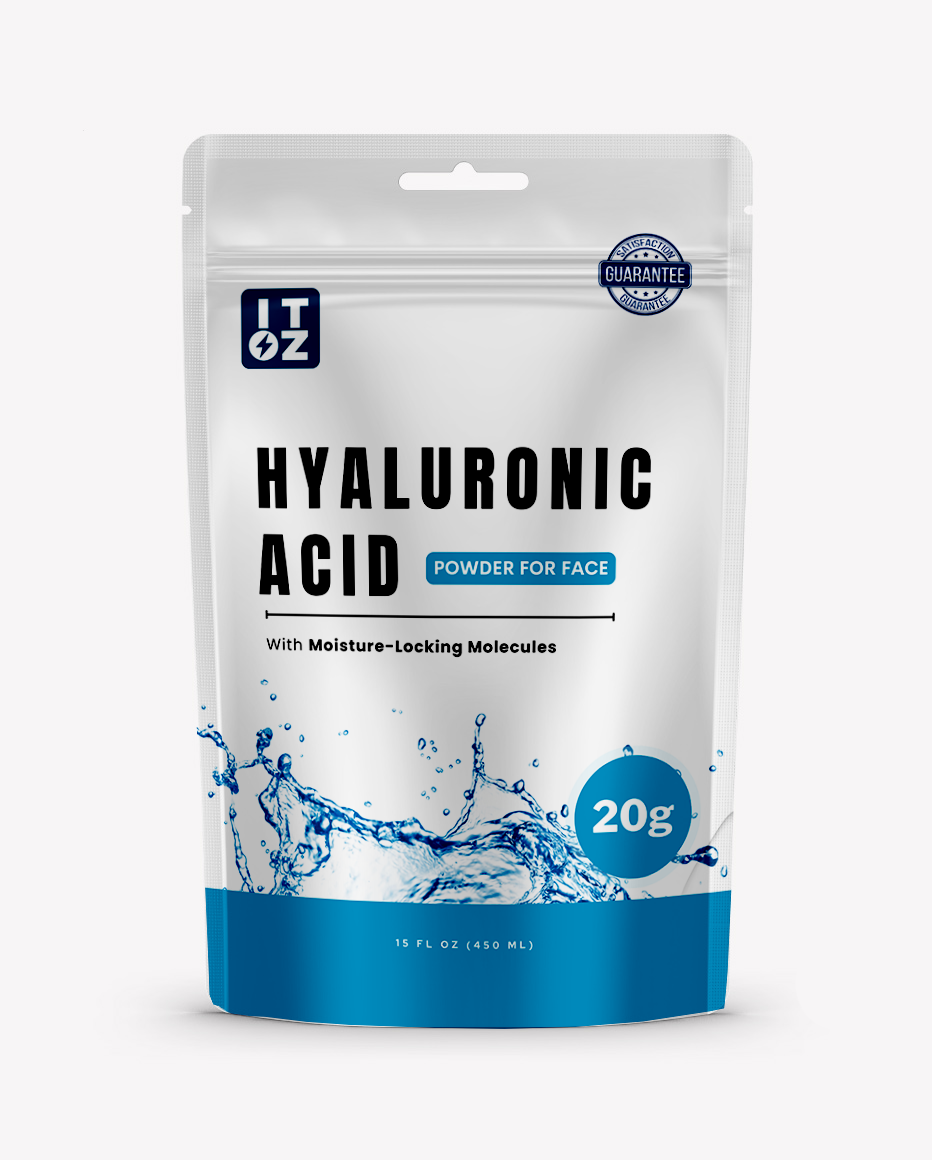 SATISFACTION
GUARANTEE
GUARANTEE
IT
OZ
HYALURONIC
ACID
POWDER FOR FACE
With Moisture-Locking Molecules
20g
15 FL OZ (450 ML)